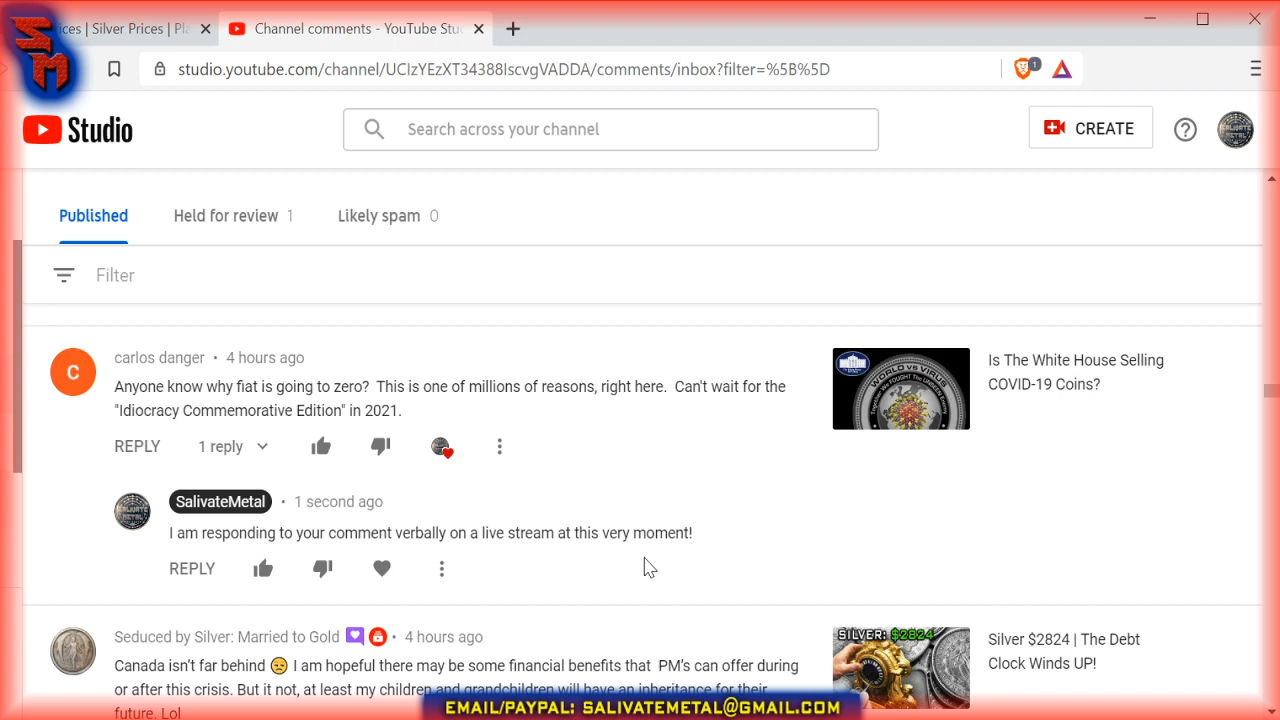 SM
ices | Silver Prices | Pla
Channel comments - YouTube Stu
studio.youtube.com/channel/UCIzYEzXT34388IscvgVADDA/comments/inbox?filter=%5B%5D
1
Studio
Search across your channel
CREATE
Published
Held for review 1
Likely spam 0
Filter
C
carlos danger • 4 hours ago
Anyone know why fiat is going to zero? This is one of millions of reasons, right here. Can't wait for the
"Idiocracy Commemorative Edition" in 2021.
REPLY
1 reply
WORLD vs VIRUS
Is The White House Selling
COVID-19 Coins?
SalivateMetal • 1 second ago
I am responding to your comment verbally on a live stream at this very moment!
REPLY
Seduced by Silver: Married to Gold • 4 hours ago
Canada isn't far behind 😔 I am hopeful there may be some financial benefits that PM's can offer during
or after this crisis. But it not, at least my children and grandchildren will have an inheritance for their
future. Lol
SILVER: $2824
Silver $2824 | The Debt
Clock Winds UP!
EMAIL/PAYPAL: SALIVATEMETAL@GMAIL.COM